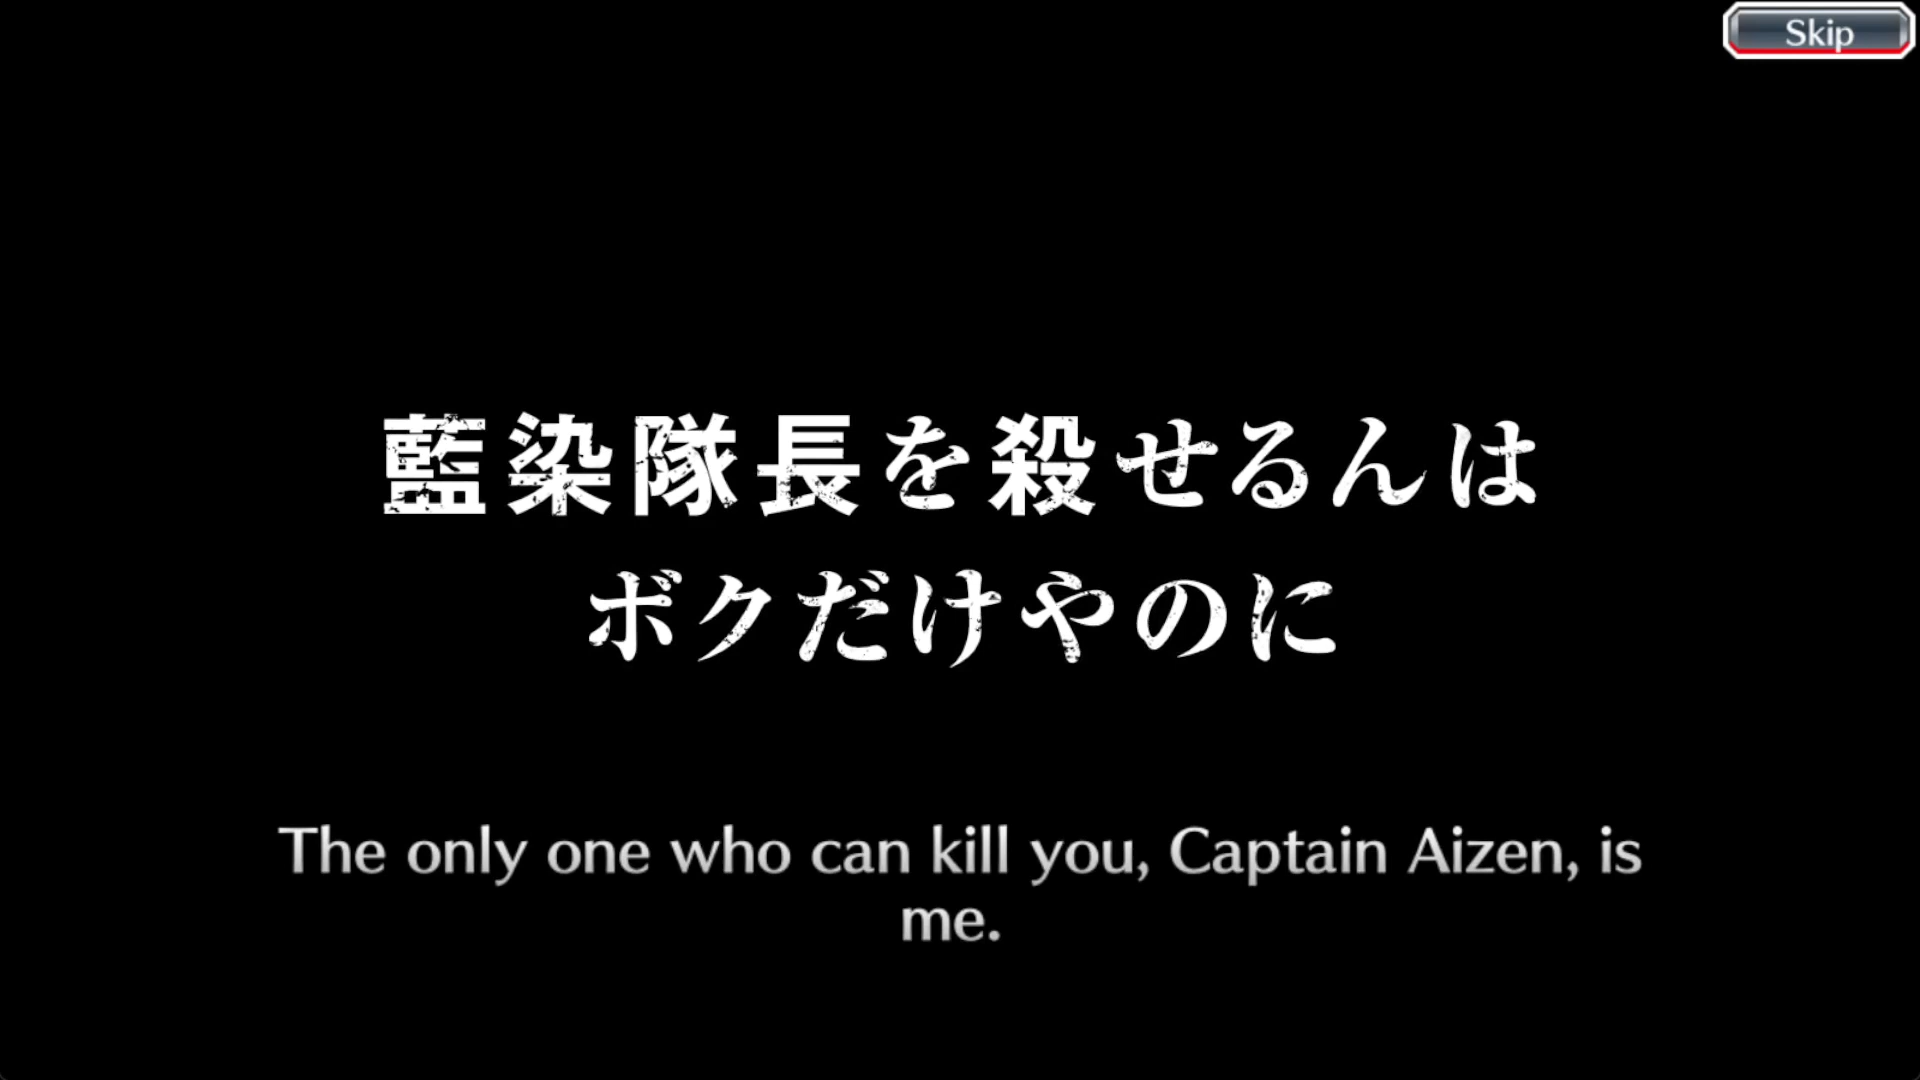 Skip
藍染隊長を殺せるんは
ボクだけやのに
The only one who can kill you, Captain Aizen, is
me.